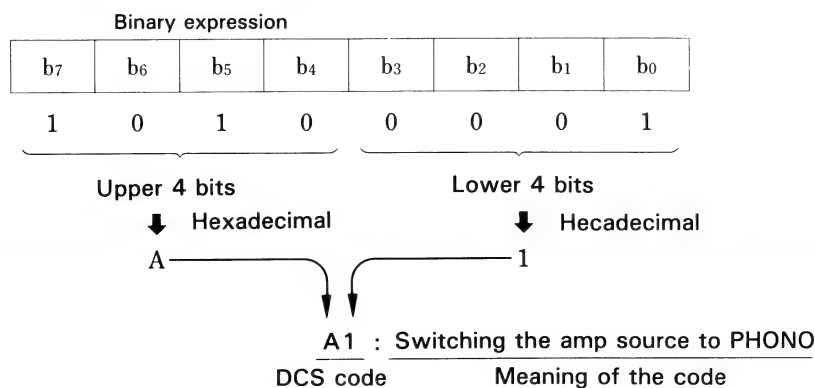 Binary expression
b7 b6 b5 b4 b3 b2 b1 b0
1 0 1 0 0 0 0 1
Upper 4 bits Lower 4 bits
Hexadecimal Hecadecimal
A 1
A1 : Switching the amp source to PHONO
DCS code Meaning of the code